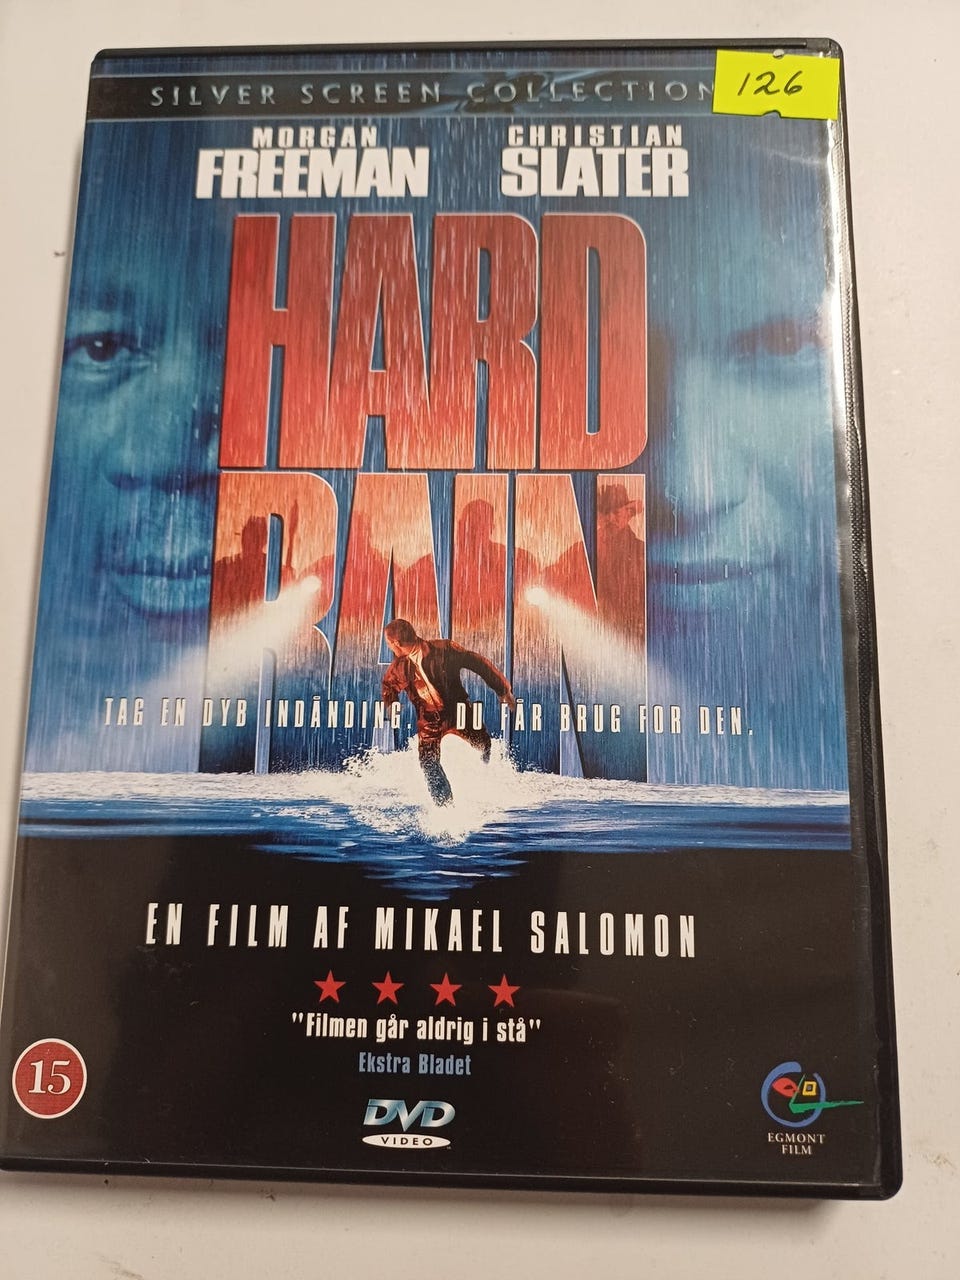 SILVER SCREEN COLLECTION
126
MORGAN FREEMAN
CHRISTIAN SLATER
HARD
RAIN
TAG EN DYB INDÅNDING. DU FÅR BRUG FOR DEN.
EN FILM AF MIKAEL SALOMON
"Filmen går aldrig i stå"
Ekstra Bladet
15
DVD
VIDEO
EGMONT
FILM